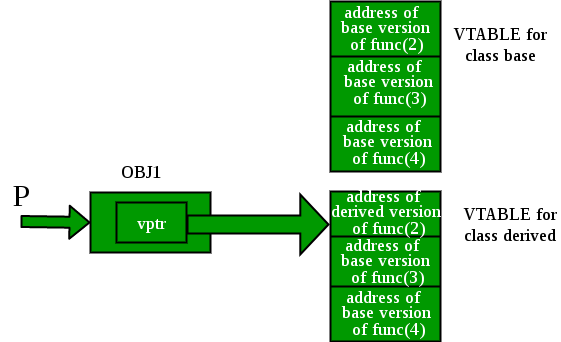 address of
base version
of func(2)
VTABLE for
class base
address of
base version
of func(3)
address of
base version
of func(4)
OBJ1
P
vptr
address of
derived version
of func(2)
VTABLE for
class derived
address of
base version
of func(3)
address of
base version
of func(4)